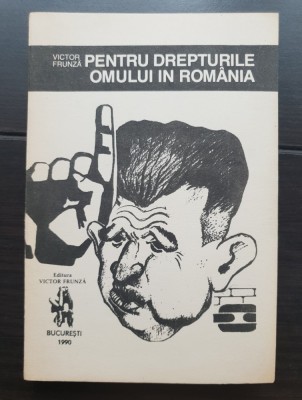 VICTOR
FRUNZĂ
PENTRU DREPTURILE
OMULUI IN ROMÂNIA
Editura
VICTOR FRUNZĂ
BUCUREȘTI
1990